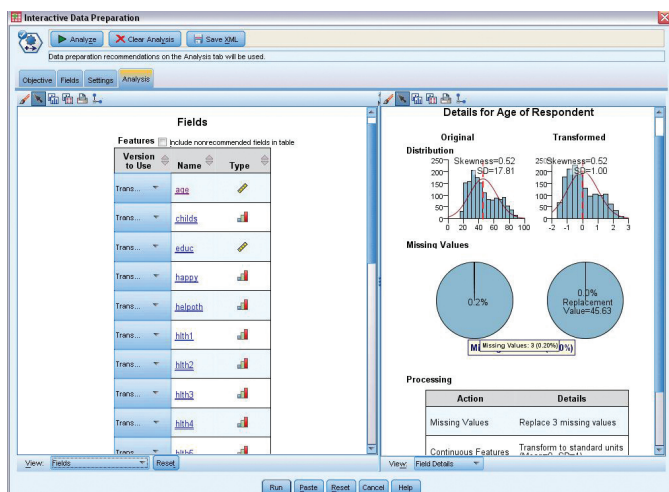 Interactive Data Preparation
Analyze Clear Analysis Save XML
Data preparation recommendations on the Analysis tab will be used.
Objective Fields Settings Analysis
Fields
Features Include nonrecommended fields in table
Version to Use Name Type
Trans... age
Trans... childs
Trans... educ
Trans... happy
Trans... helpoth
Trans... hlth1
Trans... hlth2
Trans... hlth3
Trans... hlth4
Trans... hlth5
View: Fields Reset
Details for Age of Respondent
Original Transformed
Distribution
Skewness=0.52
SD=17.81
250
200
150
100
50
0
0 20 40 60 80 100
Skewness=0.52
SD=1.00
250
200
150
100
50
0
-2 -1 0 1 2 3
Missing Values
0.2%
0.0%
Replacement
Value=45.63
Missing Values: 3 (0.20%)
Processing
Action Details
Missing Values Replace 3 missing values
Continuous Features Transform to standard units
(Mean=0, SD=1)
View: Field Details
Run Paste Reset Cancel Help